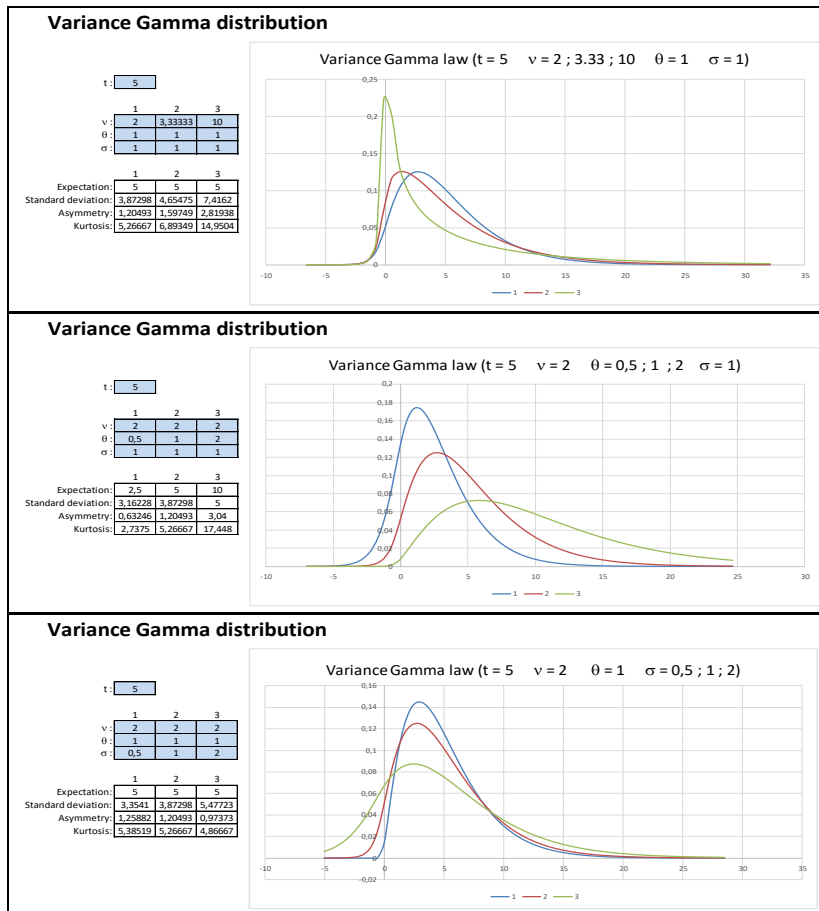 Variance Gamma distribution
Variance Gamma law (t = 5 ν = 2 ; 3.33 ; 10 θ = 1 σ = 1)
t : 5
1 2 3
ν : 2 3,33333 10
θ : 1 1 1
σ : 1 1 1
Expectation: 5 5 5
Standard deviation: 3,87298 4,65475 7,4162
Asymmetry: 1,20493 1,59749 2,81938
Kurtosis: 5,26667 6,89349 14,9504
0,25
0,2
0,15
0,1
0,05
0
-10 -5 0 5 10 15 20 25 30 35
1 2 3
Variance Gamma distribution
Variance Gamma law (t = 5 ν = 2 θ = 0,5 ; 1 ; 2 σ = 1)
t : 5
1 2 3
ν : 2 2 2
θ : 0,5 1 2
σ : 1 1 1
Expectation: 2,5 5 10
Standard deviation: 3,16228 3,87298 5
Asymmetry: 0,63246 1,20493 3,04
Kurtosis: 2,7375 5,26667 17,448
0,2
0,18
0,16
0,14
0,12
0,1
0,08
0,06
0,04
0,02
0
-10 -5 0 5 10 15 20 25 30
1 2 3
Variance Gamma distribution
Variance Gamma law (t = 5 ν = 2 θ = 1 σ = 0,5 ; 1 ; 2)
t : 5
1 2 3
ν : 2 2 2
θ : 1 1 1
σ : 0,5 1 2
Expectation: 5 5 5
Standard deviation: 3,3541 3,87298 5,47723
Asymmetry: 1,25882 1,20493 0,97373
Kurtosis: 5,38519 5,26667 4,86667
0,16
0,14
0,12
0,1
0,08
0,06
0,04
0,02
0
-0,02
-10 -5 0 5 10 15 20 25 30 35
1 2 3